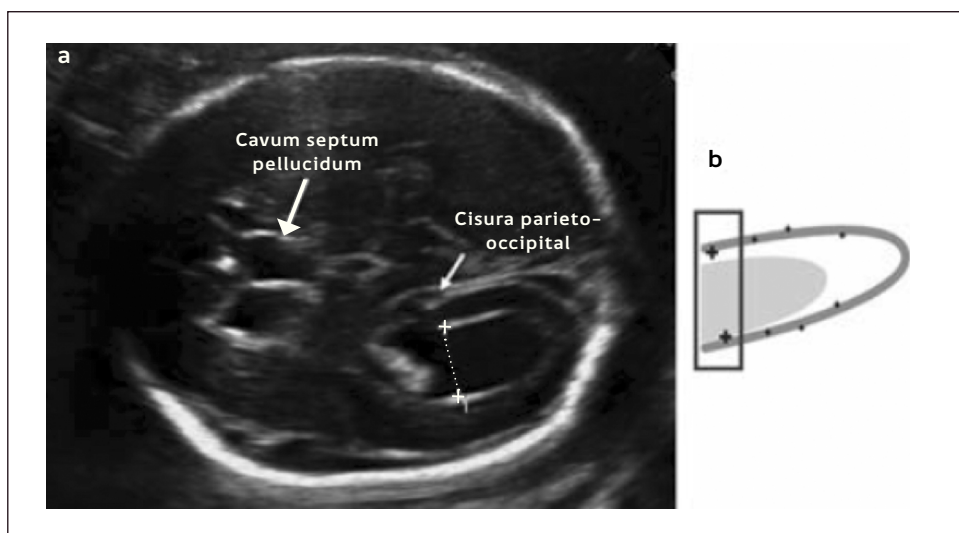 a
Cavum septum
pellucidum
Cisura parieto-
occipital
b